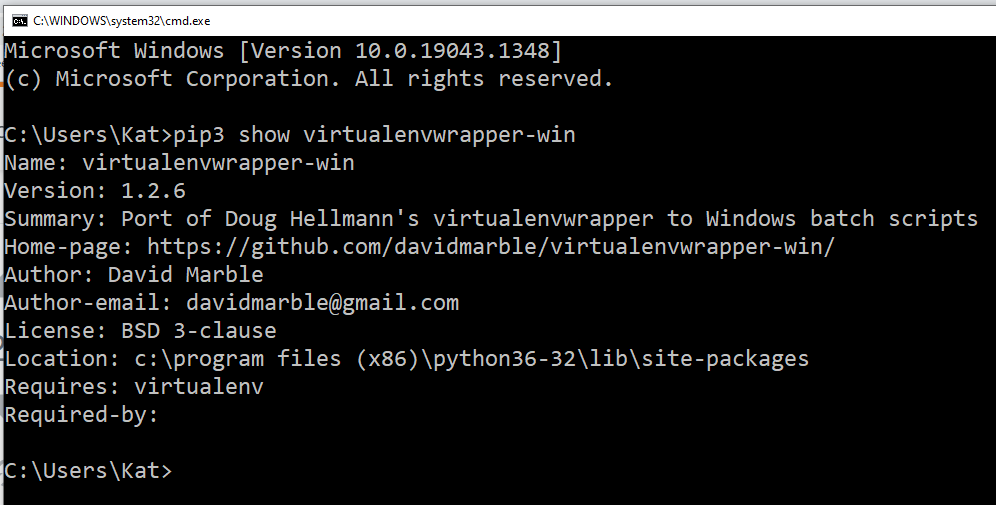 C:\WINDOWS\system32\cmd.exe
Microsoft Windows [Version 10.0.19043.1348]
(c) Microsoft Corporation. All rights reserved.
C:\Users\Kat>pip3 show virtualenvwrapper-win
Name: virtualenvwrapper-win
Version: 1.2.6
Summary: Port of Doug Hellmann's virtualenvwrapper to Windows batch scripts
Home-page: https://github.com/davidmarble/virtualenvwrapper-win/
Author: David Marble
Author-email: davidmarble@gmail.com
License: BSD 3-clause
Location: c:\program files (x86)\python36-32\lib\site-packages
Requires: virtualenv
Required-by:
C:\Users\Kat>